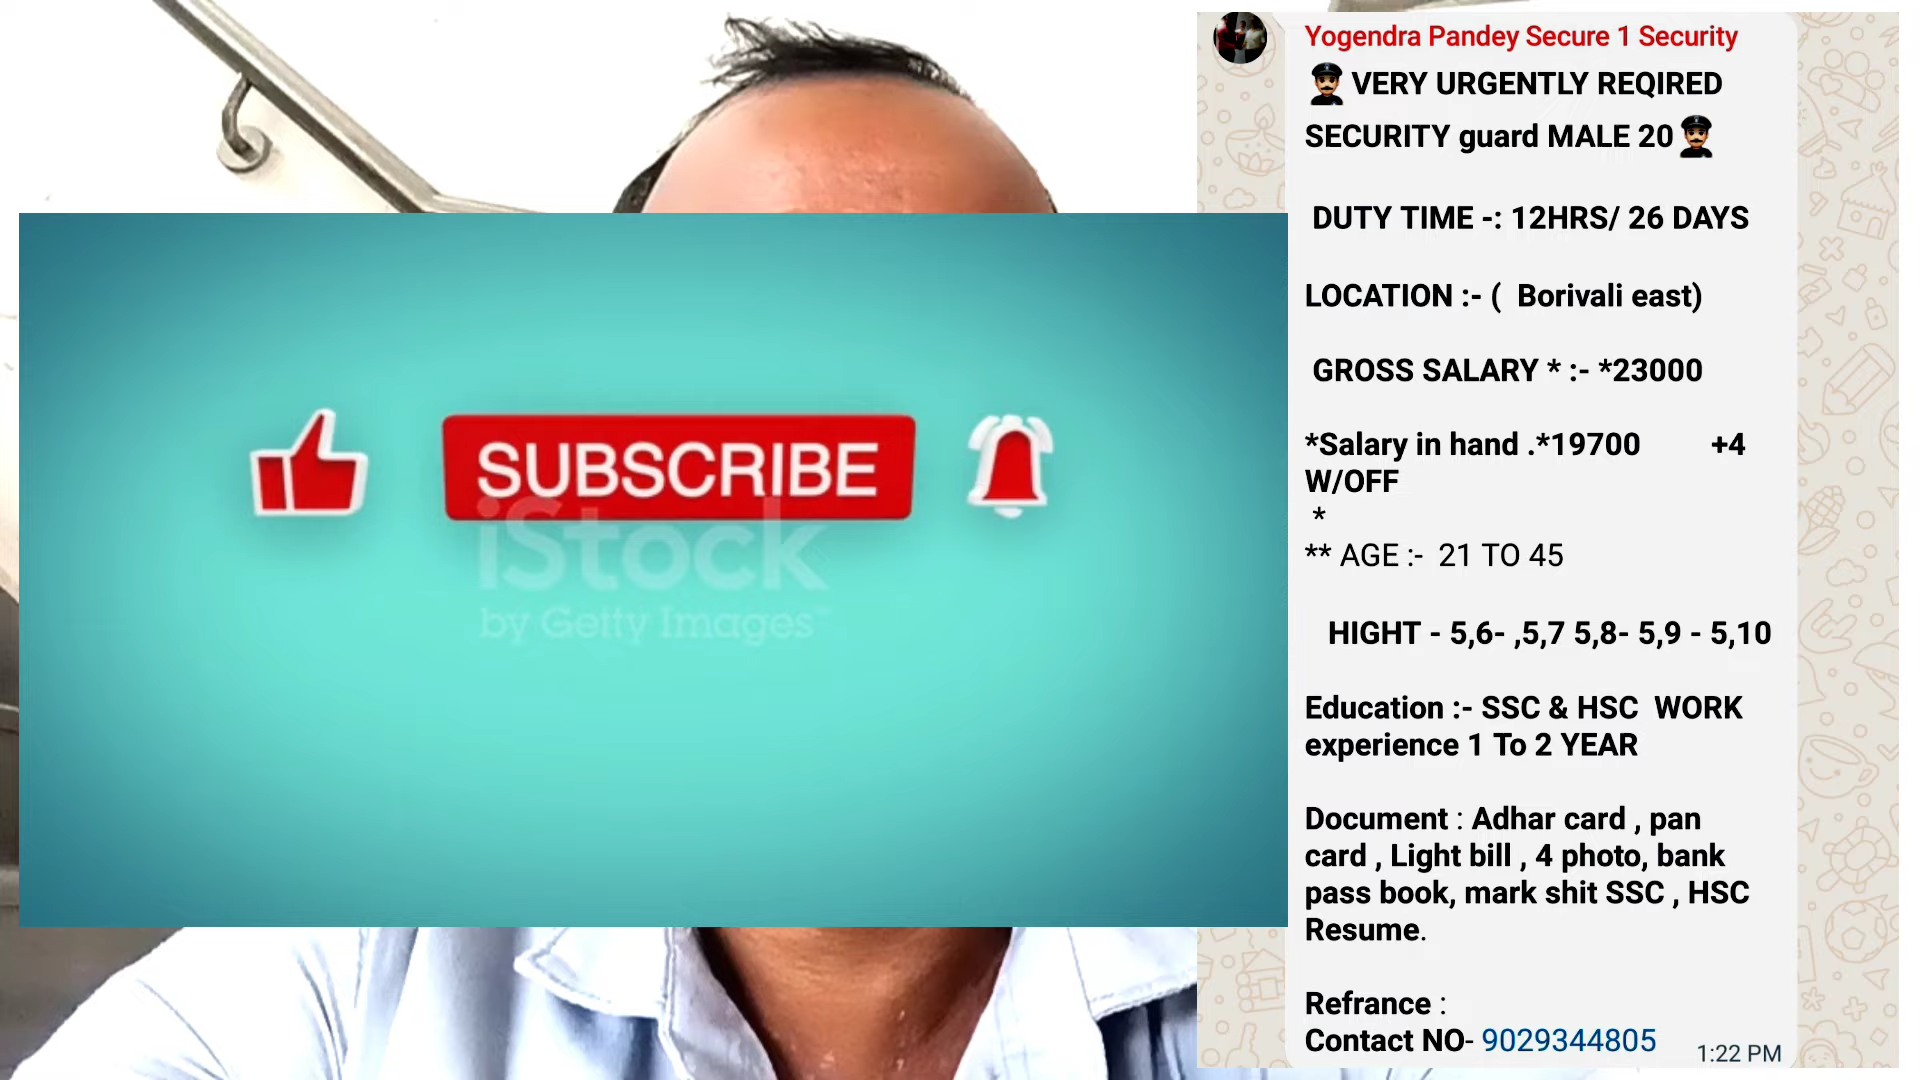 Yogendra Pandey Secure 1 Security
VERY URGENTLY REQIRED
SECURITY guard MALE 20
DUTY TIME -: 12HRS/ 26 DAYS
LOCATION :- (  Borivali east)
GROSS SALARY * :- *23000
*Salary in hand .*19700 +4
W/OFF
*
** AGE :-  21 TO 45
HIGHT - 5,6- ,5,7 5,8- 5,9 - 5,10
Education :- SSC & HSC  WORK
experience 1 To 2 YEAR
Document : Adhar card , pan
card , Light bill , 4 photo, bank
pass book, mark shit SSC , HSC
Resume.
Refrance :
Contact NO- 9029344805
1:22 PM
SUBSCRIBE
iStock
by Getty Images™